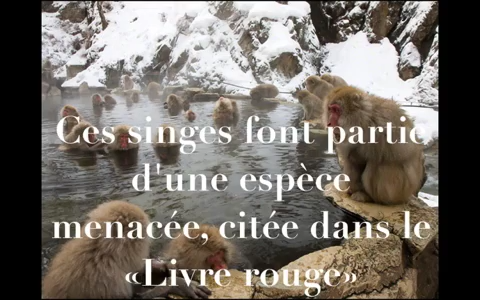 Ces singes font partie
d'une espèce
menacée, citée dans le
«Livre rouge»